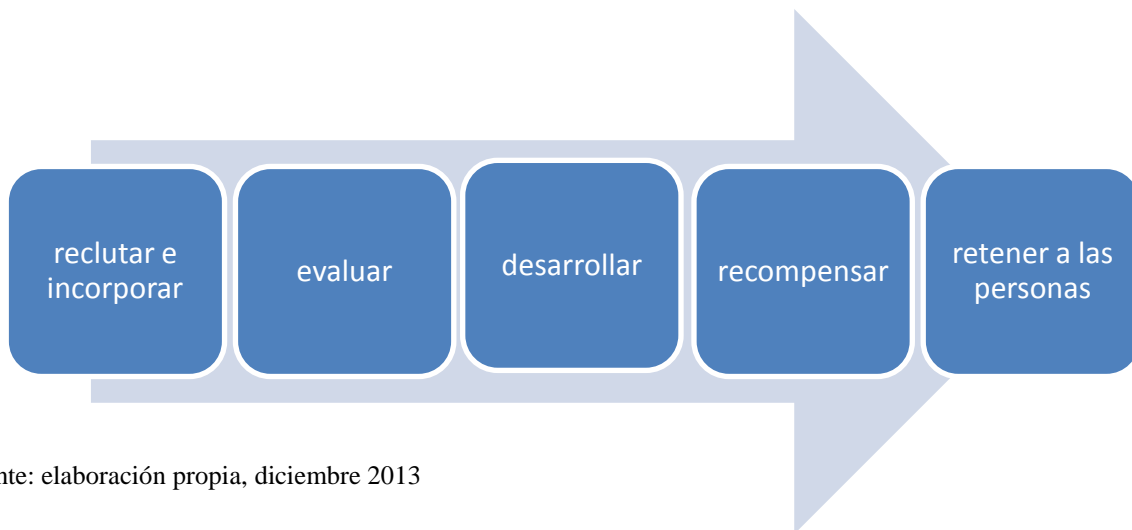 reclutar e
incorporar
evaluar
desarrollar
recompensar
retener a las
personas
nte: elaboración propia, diciembre 2013